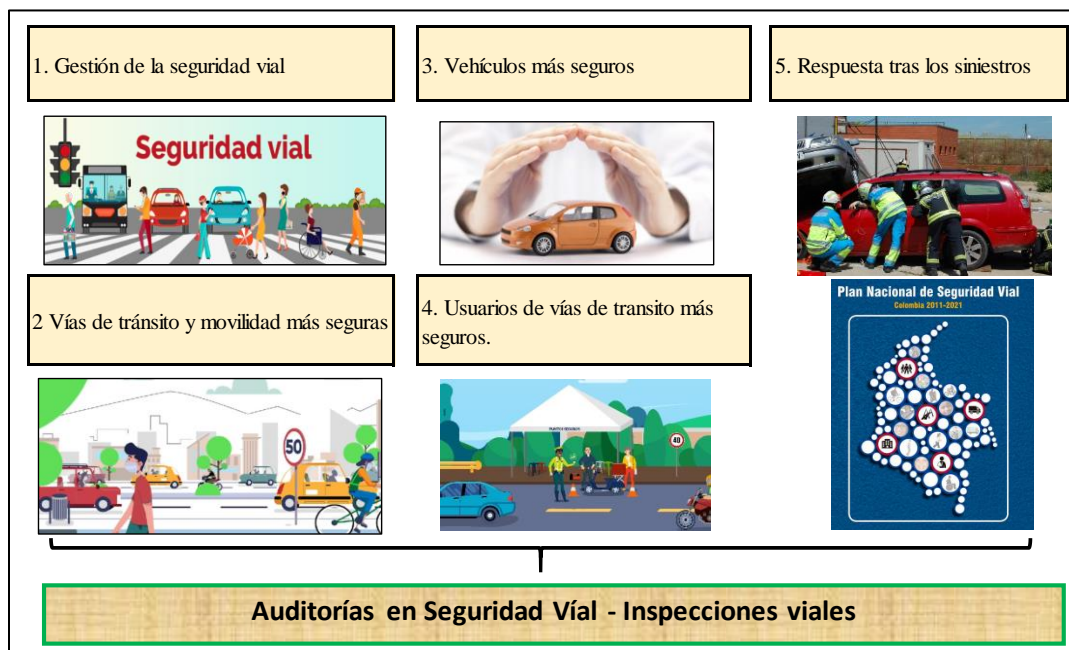 1. Gestión de la seguridad vial
3. Vehículos más seguros
5. Respuesta tras los siniestros
Seguridad vial
2 Vías de tránsito y movilidad más seguras
4. Usuarios de vías de transito más
seguros.
Plan Nacional de Seguridad Vial
Colombia 2011-2021
50
40
Auditorías en Seguridad Víal - Inspecciones viales